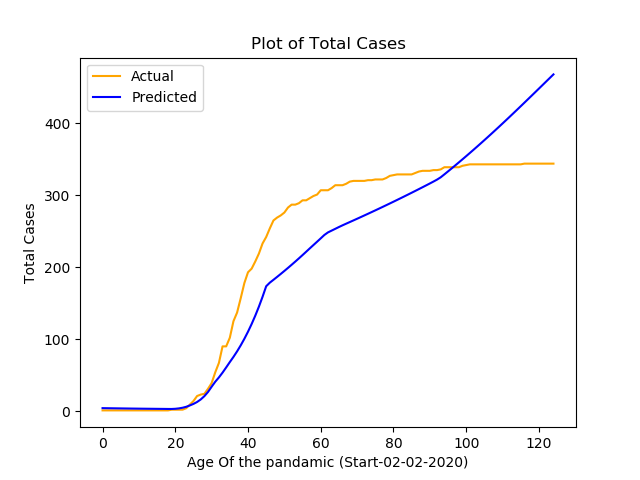 Plot of Total Cases
Actual
Predicted
400
300
200
100
0
Total Cases
0 20 40 60 80 100 120
Age Of the pandamic (Start-02-02-2020)